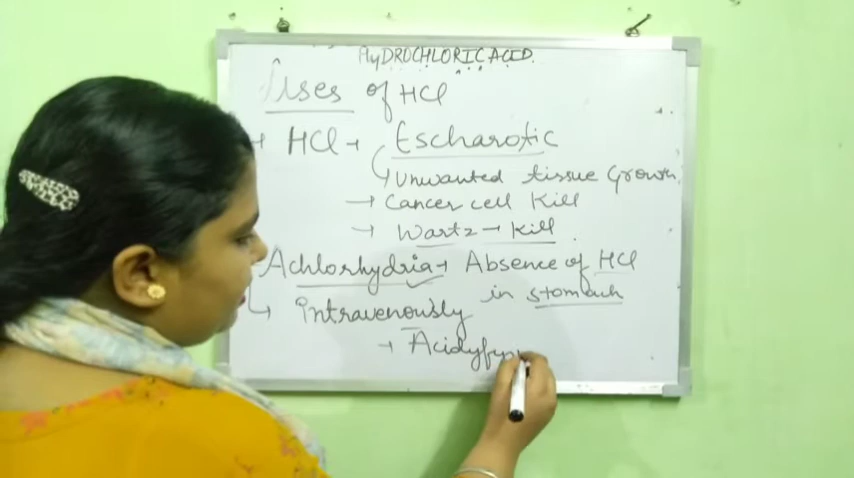 HyDROCHLORIC ACID.
Uses of HCl
HCl → Escharotic
Unwanted tissue Growth.
→ Cancer cell Kill
→ Wartz → Kill
Achlorhydria → Absence of HCl
in stomach
Intravenously
→ Acidyfyi